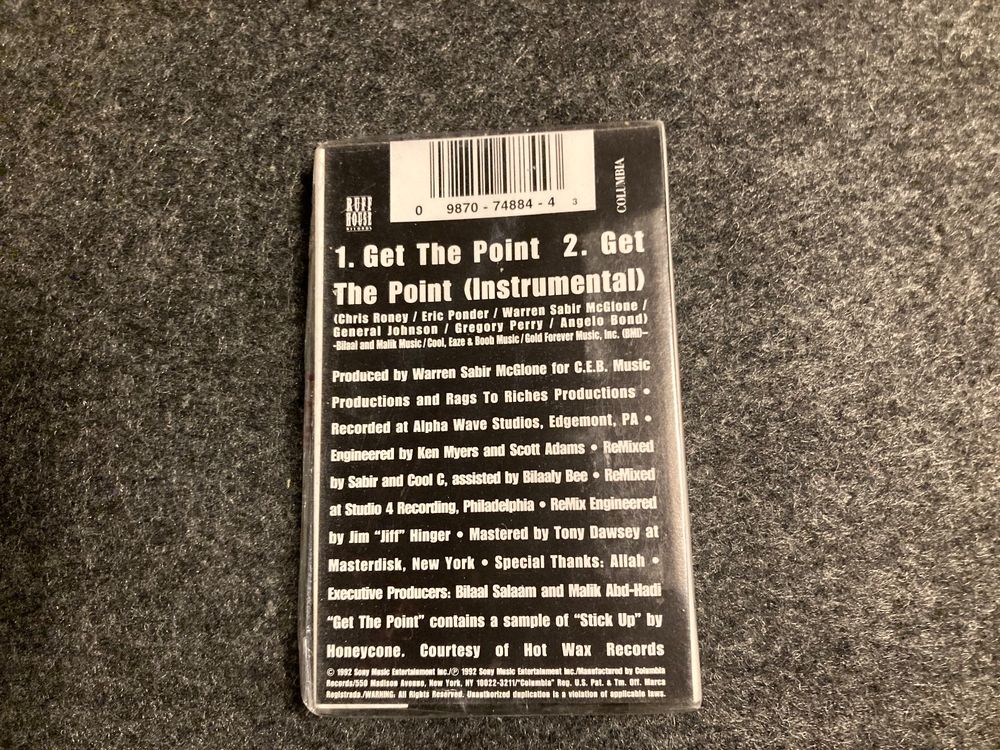 0 9870 - 74884 - 4 3
RUFF
HOUSE
RECORDS
COLUMBIA
1. Get The Point 2. Get
The Point (Instrumental)
(Chris Roney / Eric Ponder / Warren Sabir McGlone /
General Johnson / Gregory Perry / Angelo Bond)
-Bilaal and Malik Music / Cool, Eaze & Boob Music / Gold Forever Music, Inc. (BMI)-
Produced by Warren Sabir McGlone for C.E.B. Music
Productions and Rags To Riches Productions •
Recorded at Alpha Wave Studios, Edgemont, PA •
Engineered by Ken Myers and Scott Adams • ReMixed
by Sabir and Cool C, assisted by Bilaaly Bee • ReMixed
at Studio 4 Recording, Philadelphia • ReMix Engineered
by Jim "Jiff" Hinger • Mastered by Tony Dawsey at
Masterdisk, New York • Special Thanks: Allah •
Executive Producers: Bilaal Salaam and Malik Abd-Hadi
"Get The Point" contains a sample of "Stick Up" by
Honeycone. Courtesy of Hot Wax Records
© 1992 Sony Music Entertainment Inc./Ⓟ 1992 Sony Music Entertainment Inc./Manufactured by Columbia
Records/550 Madison Avenue, New York, NY 10022-3211/"Columbia" Reg. U.S. Pat. & Tm. Off. Marca
Registrada./WARNING: All Rights Reserved. Unauthorized duplication is a violation of applicable laws.